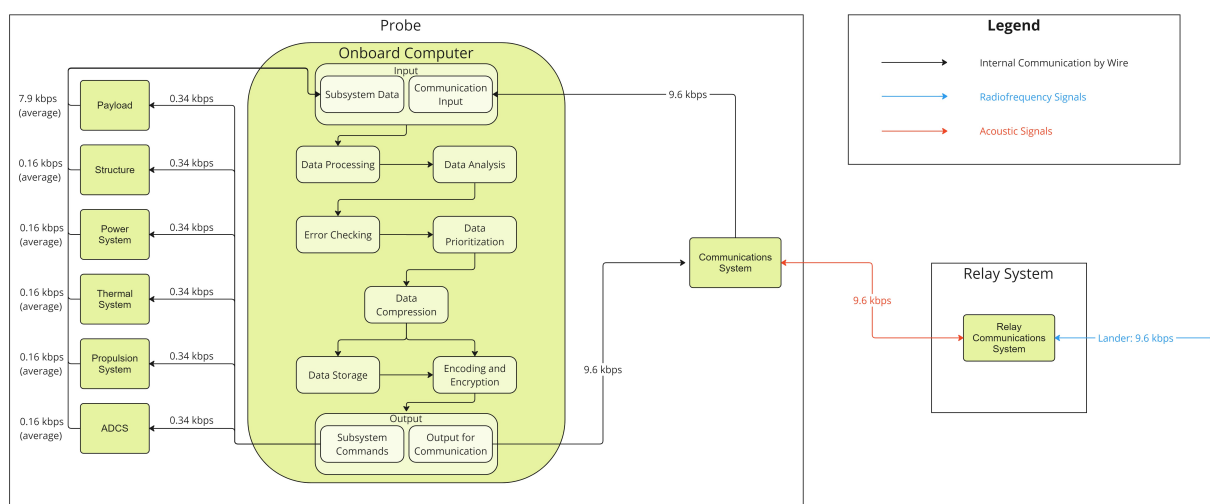 Probe
Onboard Computer
Input
Subsystem Data
Communication
Input
Data Processing
Data Analysis
Error Checking
Data
Prioritization
Data
Compression
Data Storage
Encoding and
Encryption
Output
Subsystem
Commands
Output for
Communication
7.9 kbps
(average)
Payload
0.34 kbps
0.16 kbps
(average)
Structure
0.34 kbps
0.16 kbps
(average)
Power
System
0.34 kbps
0.16 kbps
(average)
Thermal
System
0.34 kbps
0.16 kbps
(average)
Propulsion
System
0.34 kbps
0.16 kbps
(average)
ADCS
0.34 kbps
9.6 kbps
9.6 kbps
Communications
System
9.6 kbps
Relay System
Relay
Communications
System
Lander: 9.6 kbps
Legend
Internal Communication by Wire
Radiofrequency Signals
Acoustic Signals